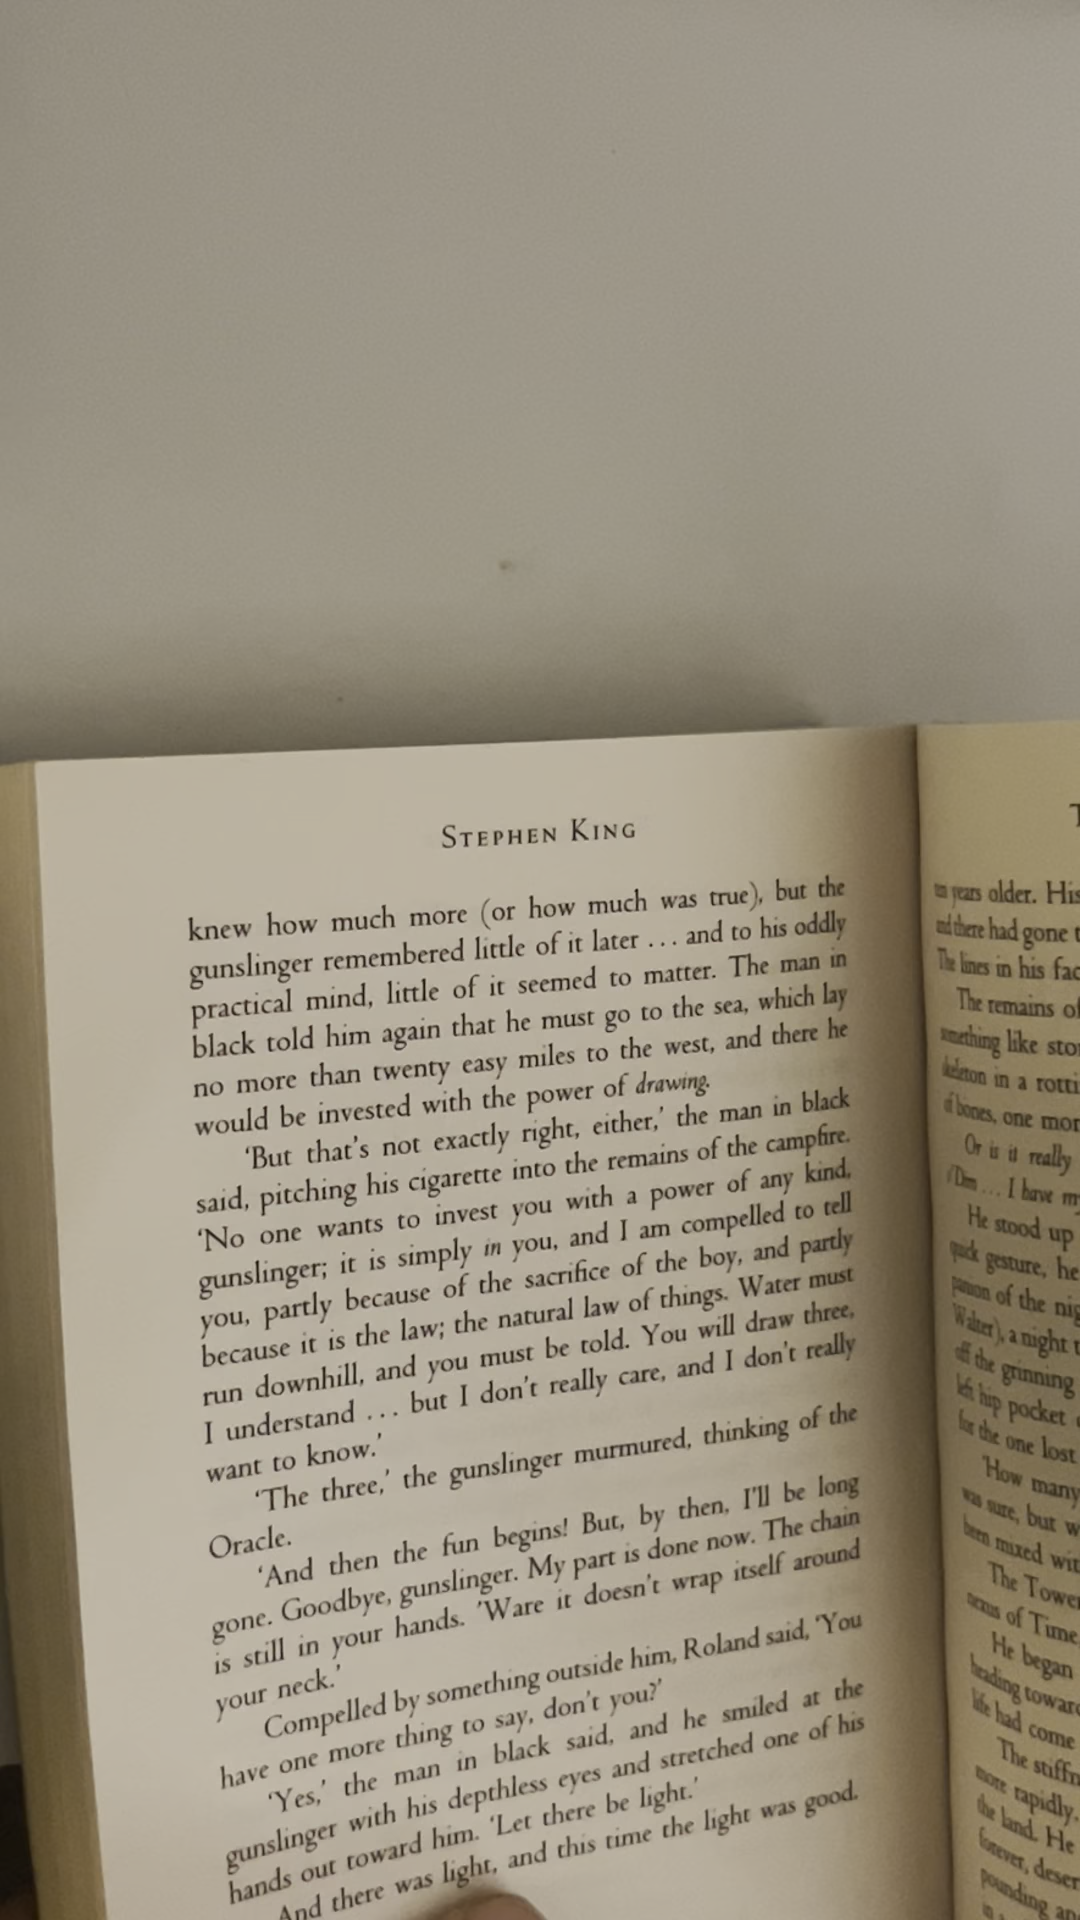 STEPHEN KING
knew how much more (or how much was true), but the
gunslinger remembered little of it later ... and to his oddly
practical mind, little of it seemed to matter. The man in
black told him again that he must go to the sea, which lay
no more than twenty easy miles to the west, and there he
would be invested with the power of drawing.
'But that's not exactly right, either,' the man in black
said, pitching his cigarette into the remains of the campfire.
'No one wants to invest you with a power of any kind,
gunslinger; it is simply in you, and I am compelled to tell
you, partly because of the sacrifice of the boy, and partly
because it is the law; the natural law of things. Water must
run downhill, and you must be told. You will draw three,
I understand ... but I don't really care, and I don't really
want to know.'
'The three,' the gunslinger murmured, thinking of the
Oracle.
'And then the fun begins! But, by then, I'll be long
gone. Goodbye, gunslinger. My part is done now. The chain
is still in your hands. 'Ware it doesn't wrap itself around
your neck.'
Compelled by something outside him, Roland said, 'You
have one more thing to say, don't you?'
'Yes,' the man in black said, and he smiled at the
gunslinger with his depthless eyes and stretched one of his
hands out toward him. 'Let there be light.'
And there was light, and this time the light was good.
T
years older. His
and there had gone
The lines in his
The remains of
something like
skeleton in a
of bones, one
Or is it really
... I have
He stood up
quick gesture, he
of the
Walter), a night
off the grinning
left hip pocket
for the one lost
'How many
was sure, but
been mixed
The Tower
nexus of Time
He began
heading
life had come
The
more rapidly.
the land. He
forever,
pounding
in